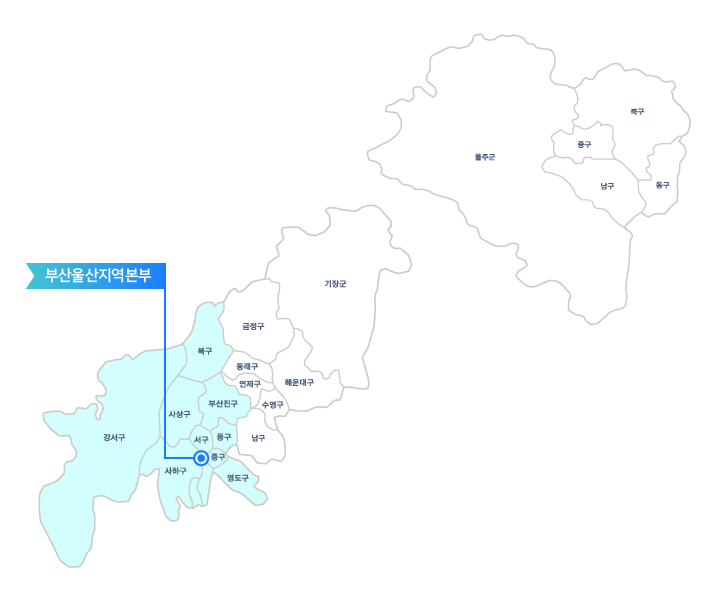 북구
중구
울주군
남구
동구
부산울산지역본부
기장군
금정구
북구
동래구
연제구
해운대구
부산진구
수영구
사상구
강서구
서구
동구
남구
중구
사하구
영도구